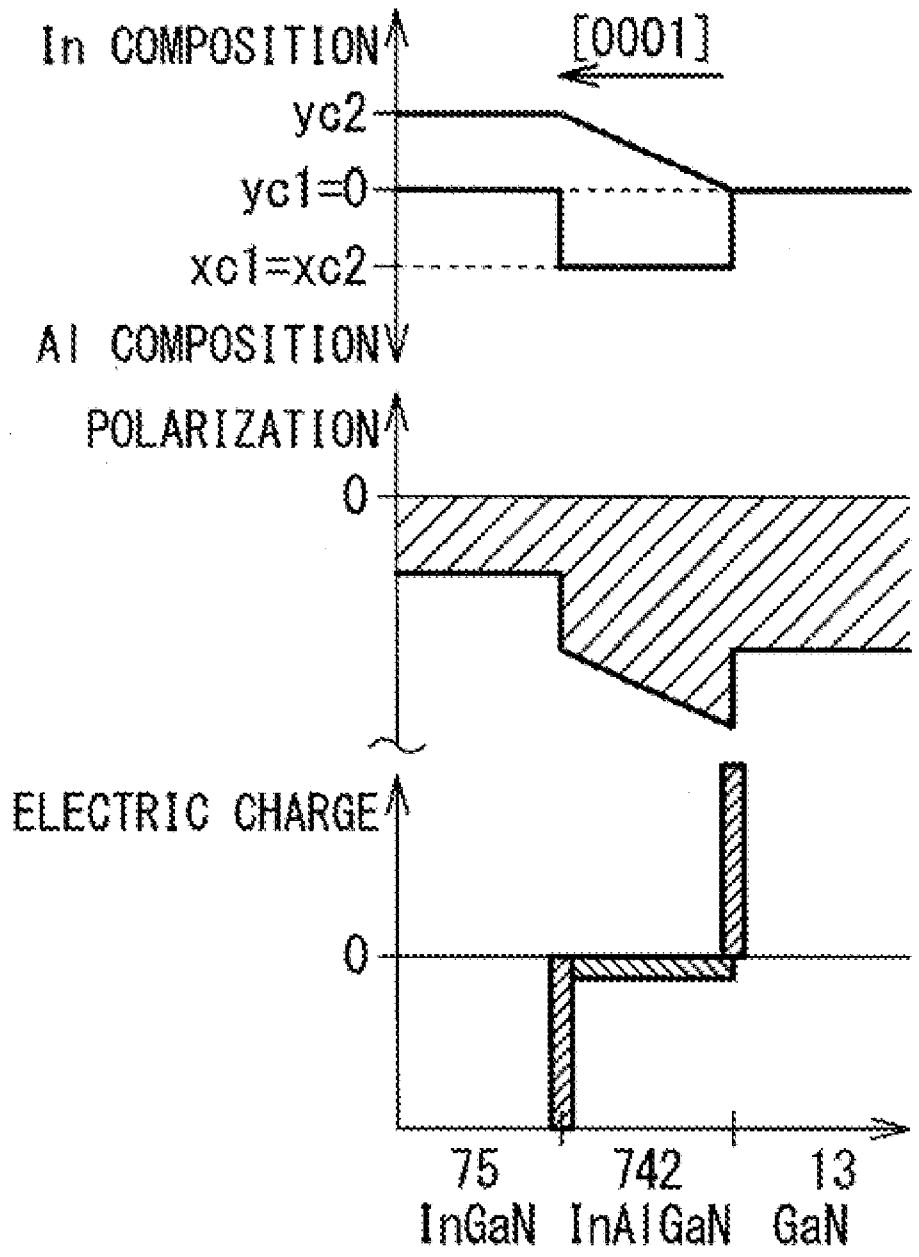 In COMPOSITION
[0001]
yc2
yc1=0
xc1=xc2
Al COMPOSITION
POLARIZATION
0
ELECTRIC CHARGE
0
75 742 13
InGaN InAlGaN GaN